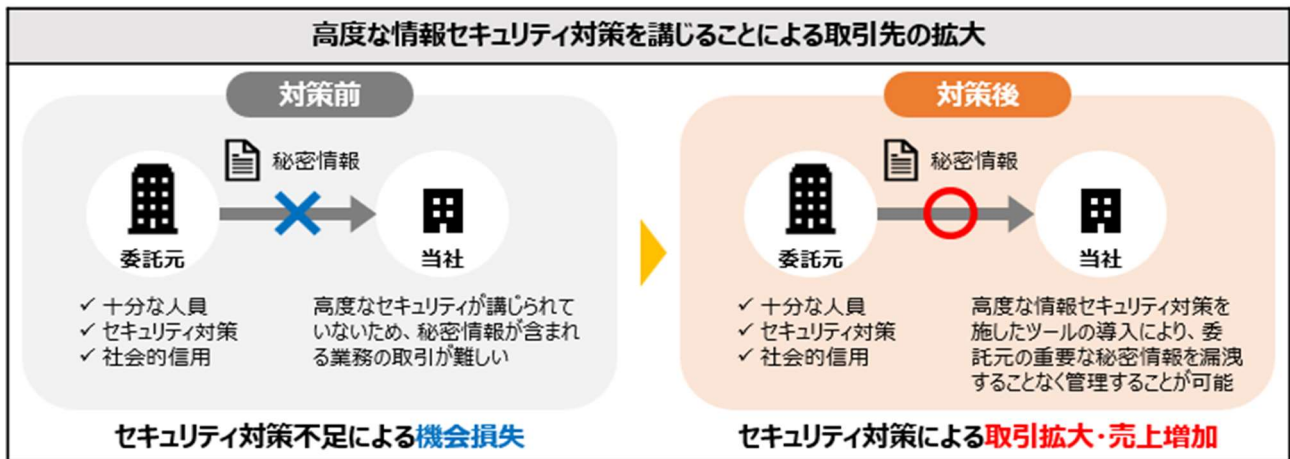 高度な情報セキュリティ対策を講じることによる取引先の拡大
対策前
秘密情報
委託元
当社
✓ 十分な人員
✓ セキュリティ対策
✓ 社会的信用
高度なセキュリティが講じられて
いないため、秘密情報が含まれ
る業務の取引が難しい
セキュリティ対策不足による機会損失
対策後
秘密情報
委託元
当社
✓ 十分な人員
✓ セキュリティ対策
✓ 社会的信用
高度な情報セキュリティ対策を
施したツールの導入により、委
託元の重要な秘密情報を漏洩
することなく管理することが可能
セキュリティ対策による取引拡大・売上増加